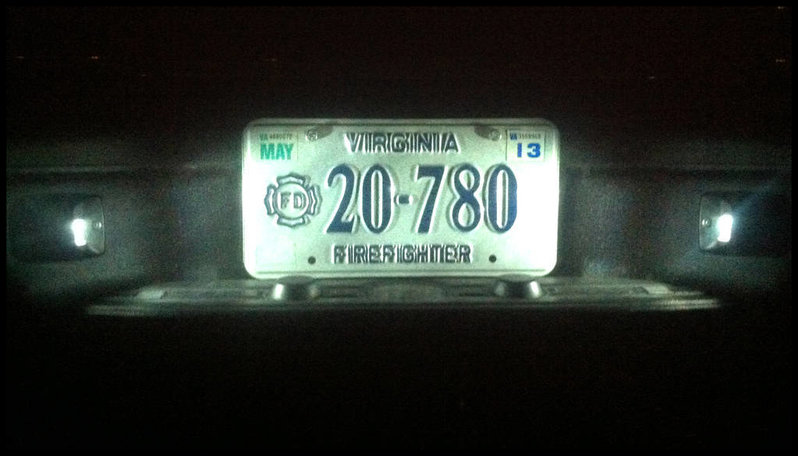 VIRGINIA
MAY
13
FD
20-780
FIREFIGHTER